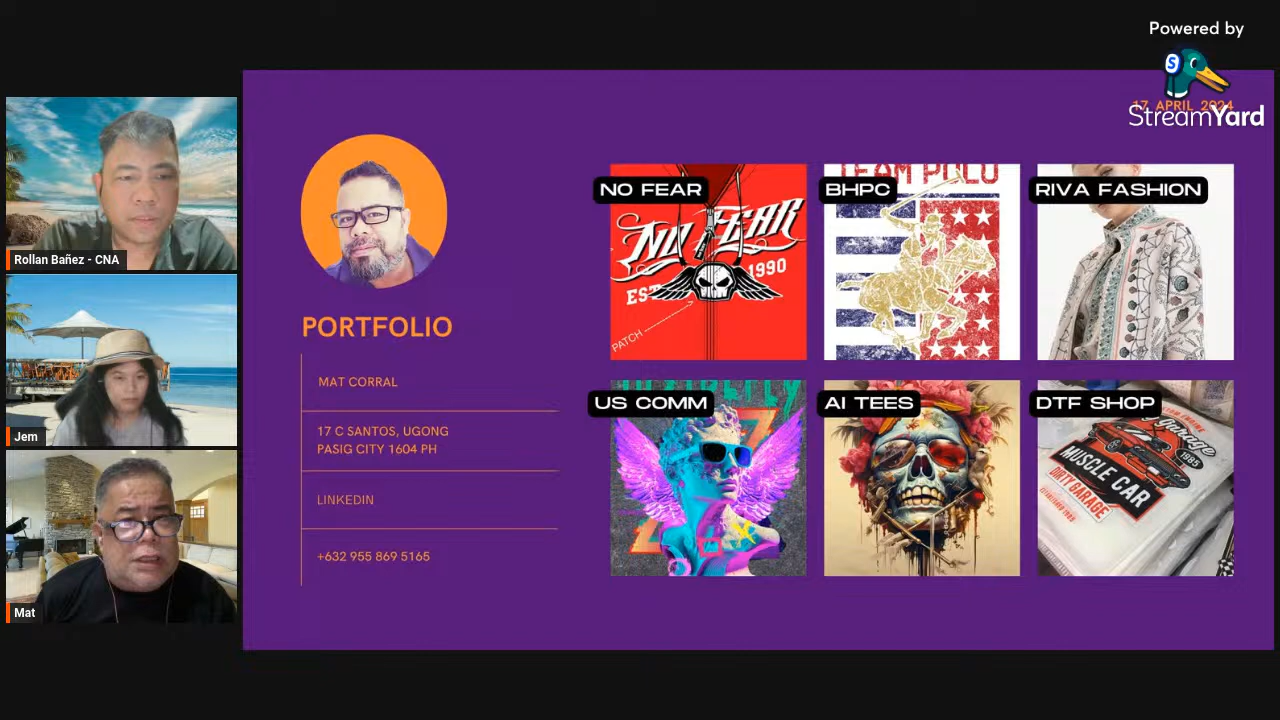 Powered by
StreamYard
17 APRIL 2024
Rollan Bañez - CNA
Jem
Mat
PORTFOLIO
MAT CORRAL
17 C SANTOS, UGONG
PASIG CITY 1604 PH
LINKEDIN
+632 955 869 5165
NO FEAR
NO FEAR
EST
1990
PATCH
BHPC
TEAM POLO
RIVA FASHION
US COMM
AI TEES
DTF SHOP
Garage
1985
MUSCLE CAR
DIRTY GARAGE